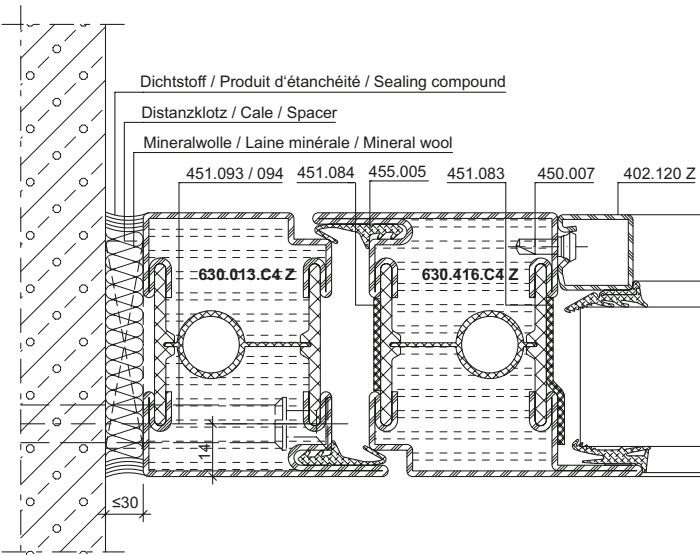 Dichtstoff / Produit d'étanchéité / Sealing compound
Distanzklotz / Cale / Spacer
Mineralwolle / Laine minérale / Mineral wool
451.093 / 094 451.084 455.005 451.083 450.007 402.120 Z
630.013.C4 Z 630.416.C4 Z
14
≤30